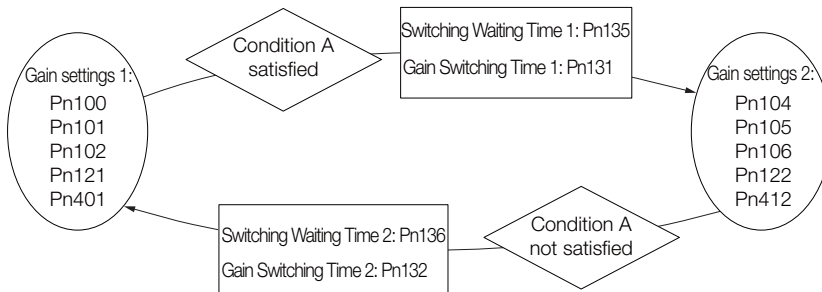 Gain settings 1:
Pn100
Pn101
Pn102
Pn121
Pn401
Condition A
satisfied
Switching Waiting Time 1: Pn135
Gain Switching Time 1: Pn131
Gain settings 2:
Pn104
Pn105
Pn106
Pn122
Pn412
Condition A
not satisfied
Switching Waiting Time 2: Pn136
Gain Switching Time 2: Pn132